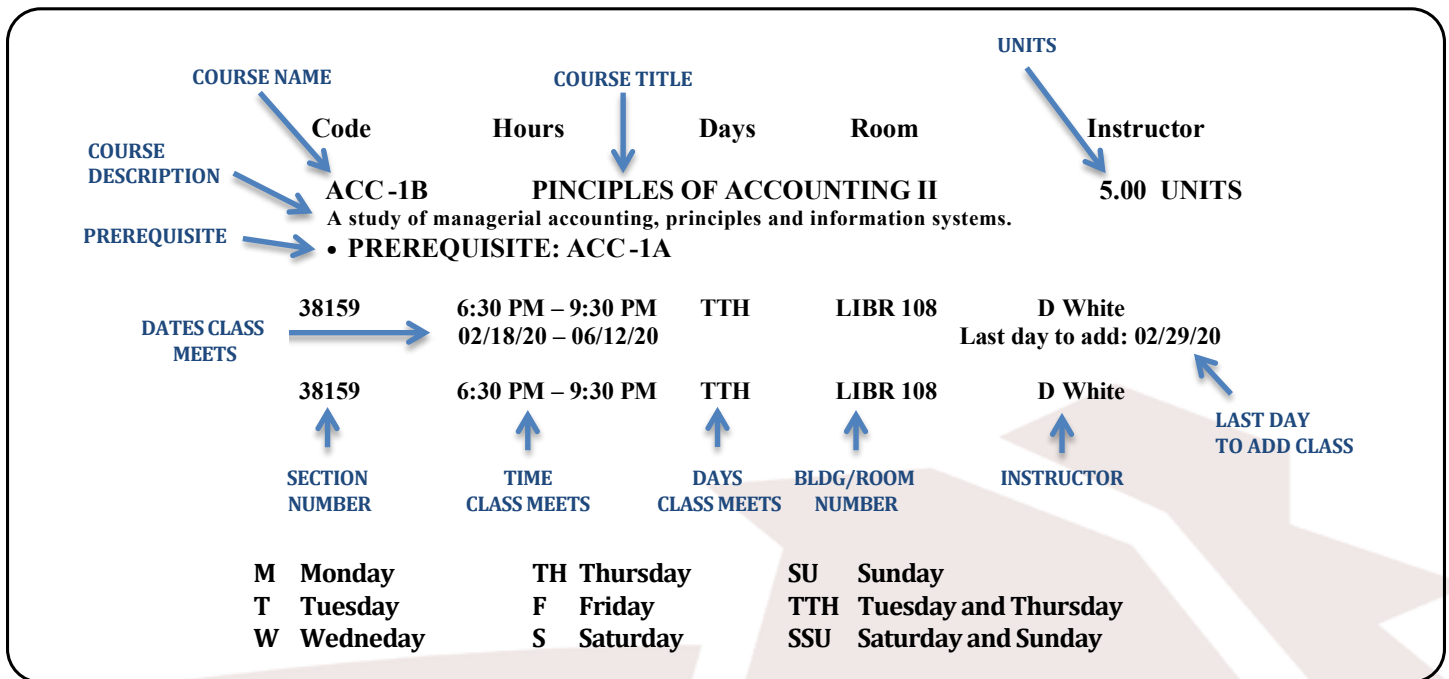 UNITS
COURSE NAME COURSE TITLE
Code Hours Days Room Instructor
COURSE
DESCRIPTION
ACC-1B PINCIPLES OF ACCOUNTING II 5.00 UNITS
A study of managerial accounting, principles and information systems.
PREREQUISITE
• PREREQUISITE: ACC-1A
38159 6:30 PM – 9:30 PM TTH LIBR 108 D White
DATES CLASS
MEETS
02/18/20 – 06/12/20 Last day to add: 02/29/20
38159 6:30 PM – 9:30 PM TTH LIBR 108 D White
LAST DAY
TO ADD CLASS
SECTION
NUMBER
TIME
CLASS MEETS
DAYS
CLASS MEETS
BLDG/ROOM
NUMBER
INSTRUCTOR
M Monday TH Thursday SU Sunday
T Tuesday F Friday TTH Tuesday and Thursday
W Wedneday S Saturday SSU Saturday and Sunday